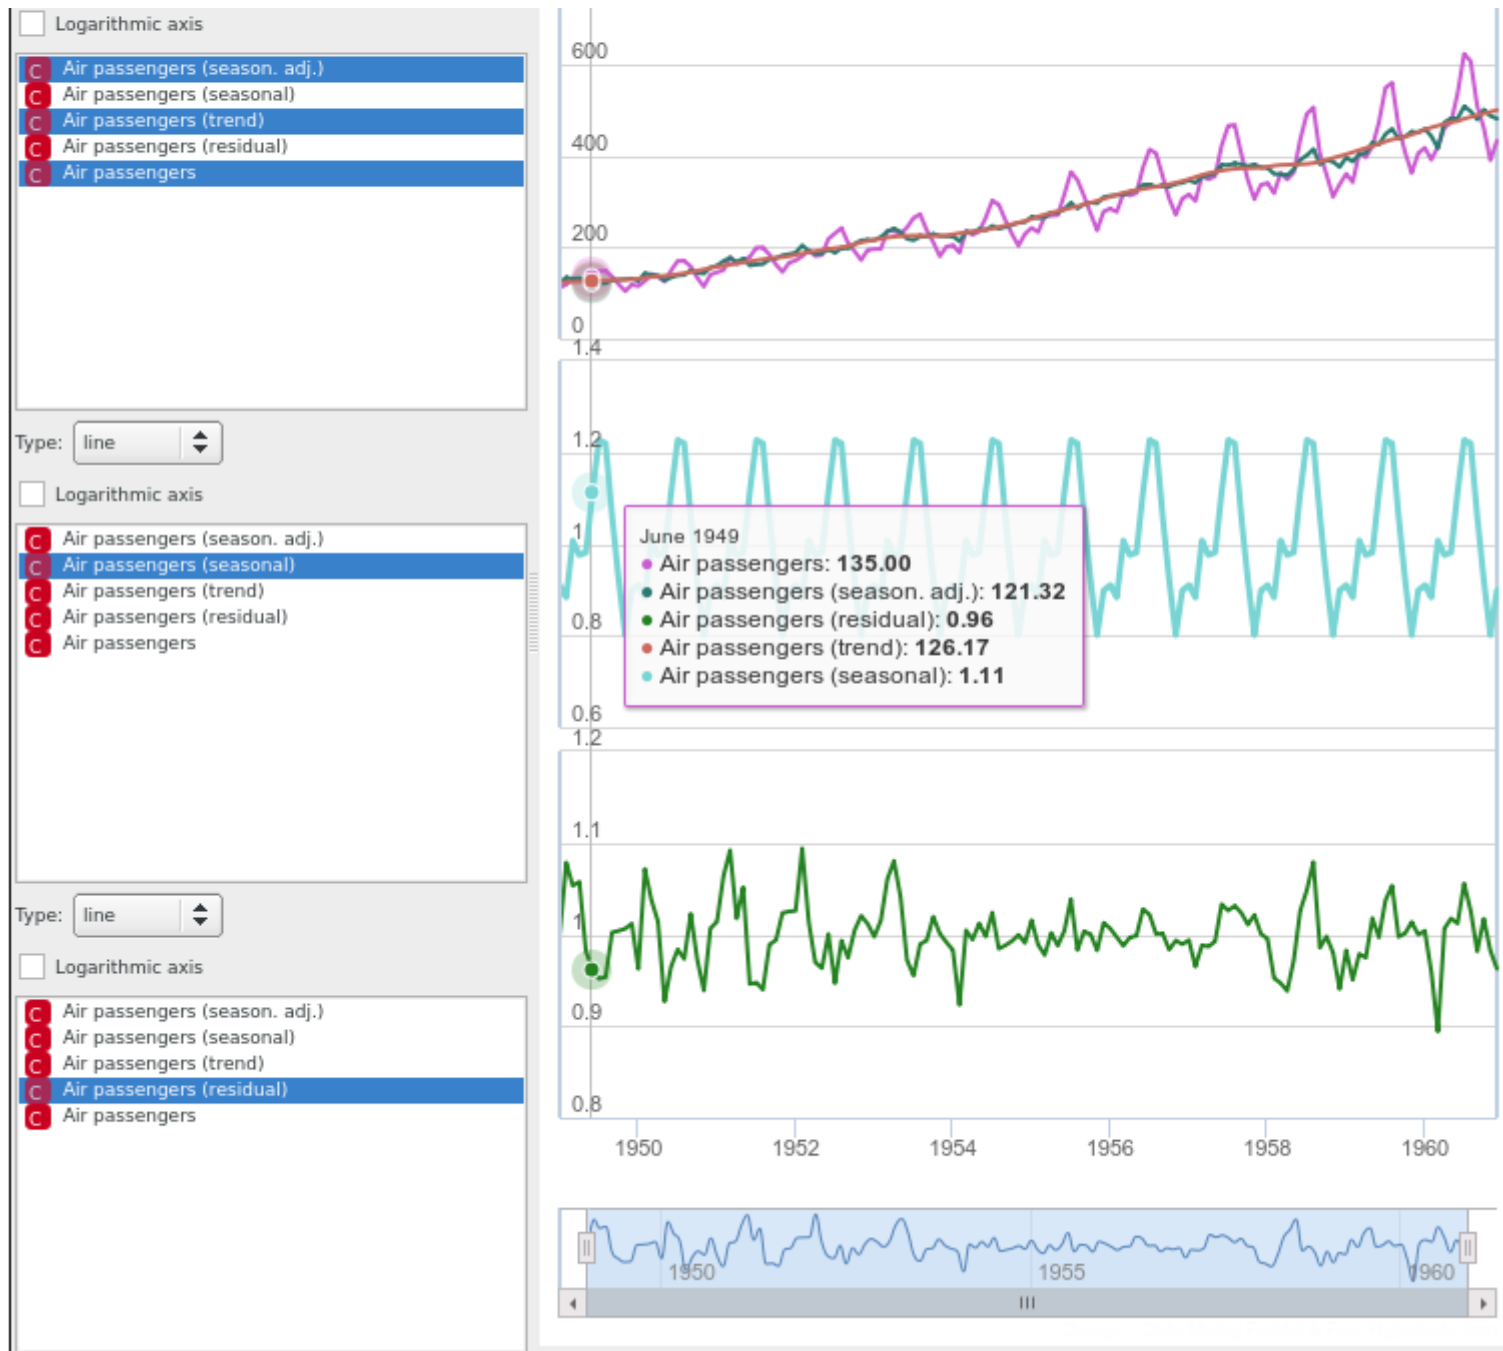 Logarithmic axis
C Air passengers (season. adj.)
C Air passengers (seasonal)
C Air passengers (trend)
C Air passengers (residual)
C Air passengers
Type: line
Logarithmic axis
C Air passengers (season. adj.)
C Air passengers (seasonal)
C Air passengers (trend)
C Air passengers (residual)
C Air passengers
Type: line
Logarithmic axis
C Air passengers (season. adj.)
C Air passengers (seasonal)
C Air passengers (trend)
C Air passengers (residual)
C Air passengers
600
400
200
0
1.4
1.2
1
0.8
0.6
June 1949
Air passengers: 135.00
Air passengers (season. adj.): 121.32
Air passengers (residual): 0.96
Air passengers (trend): 126.17
Air passengers (seasonal): 1.11
1.2
1.1
1
0.9
0.8
1950 1952 1954 1956 1958 1960
1950 1955 1960